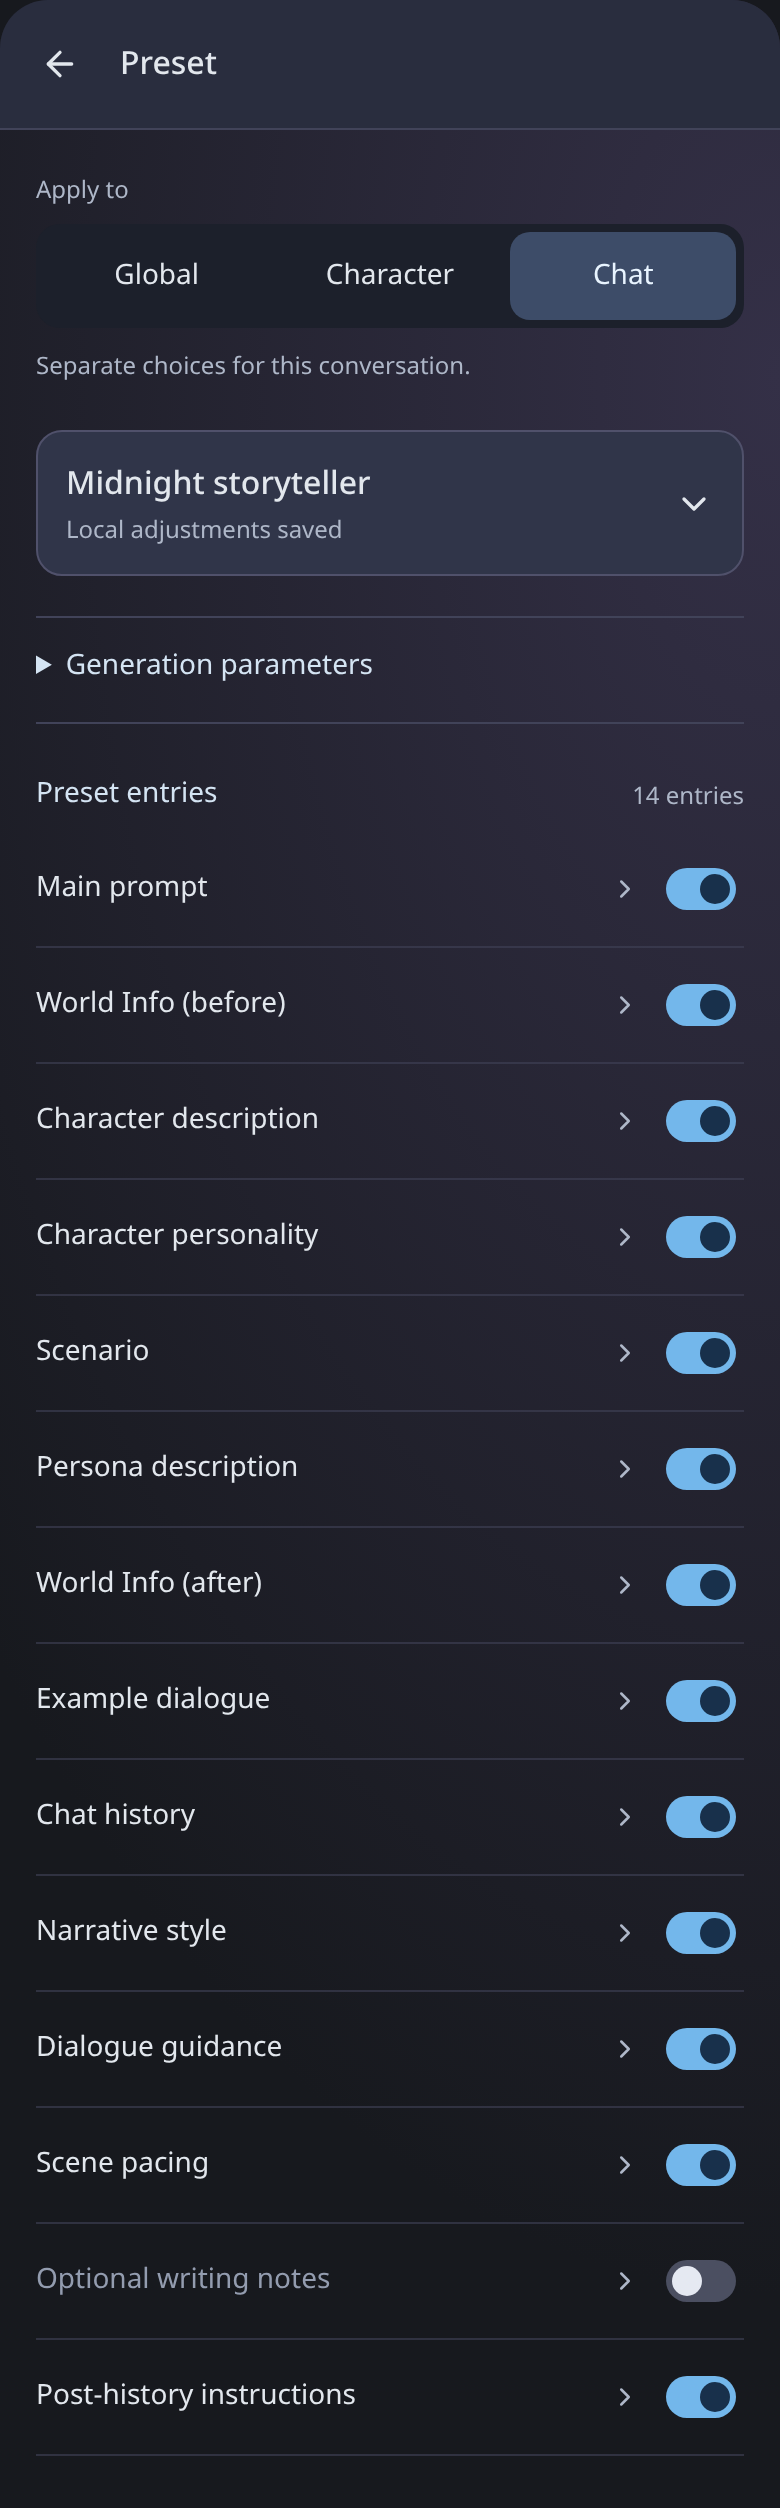 Preset
Apply to
Global
Character
Chat
Separate choices for this conversation.
Midnight storyteller
Local adjustments saved
Generation parameters
Preset entries
14 entries
Main prompt
World Info (before)
Character description
Character personality
Scenario
Persona description
World Info (after)
Example dialogue
Chat history
Narrative style
Dialogue guidance
Scene pacing
Optional writing notes
Post-history instructions